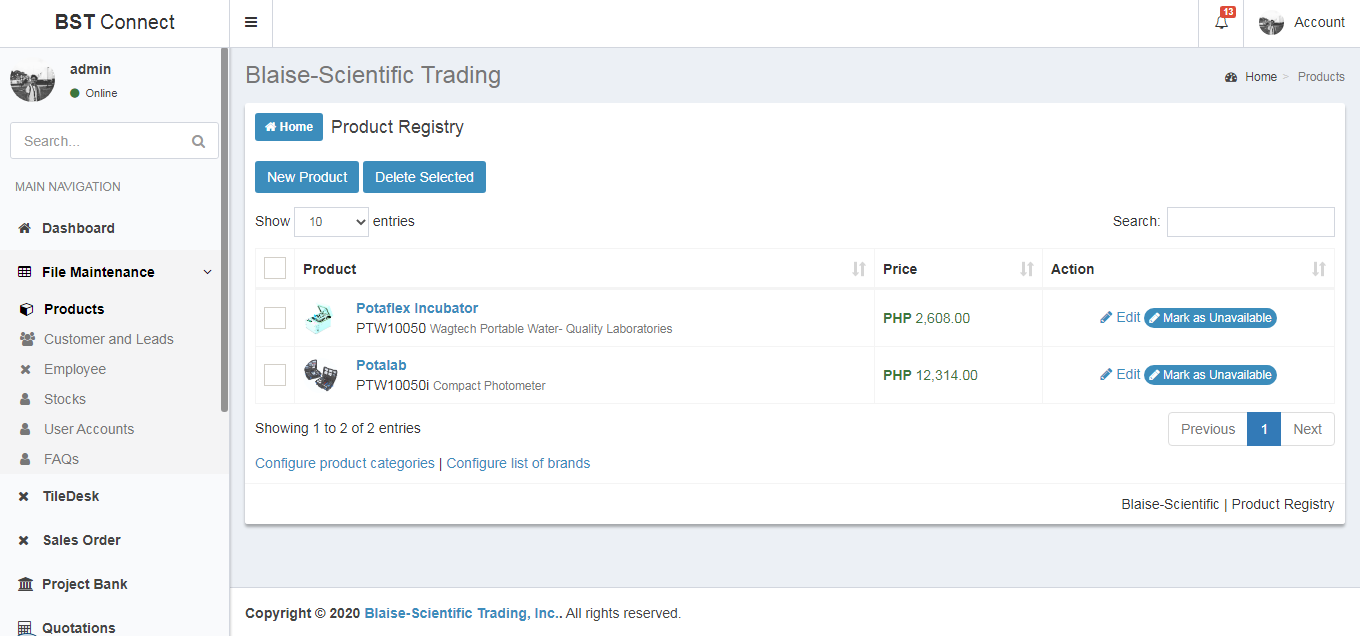 BST Connect
13
Account
admin
Online
Search...
MAIN NAVIGATION
Dashboard
File Maintenance
Products
Customer and Leads
Employee
Stocks
User Accounts
FAQs
TileDesk
Sales Order
Project Bank
Quotations
Blaise-Scientific Trading
Home > Products
Home Product Registry
New Product Delete Selected
Show 10 entries Search:
Product Price Action
Potaflex Incubator
PTW10050 Wagtech Portable Water- Quality Laboratories
PHP 2,608.00 Edit Mark as Unavailable
Potalab
PTW10050i Compact Photometer
PHP 12,314.00 Edit Mark as Unavailable
Showing 1 to 2 of 2 entries Previous 1 Next
Configure product categories | Configure list of brands
Blaise-Scientific | Product Registry
Copyright © 2020 Blaise-Scientific Trading, Inc.. All rights reserved.